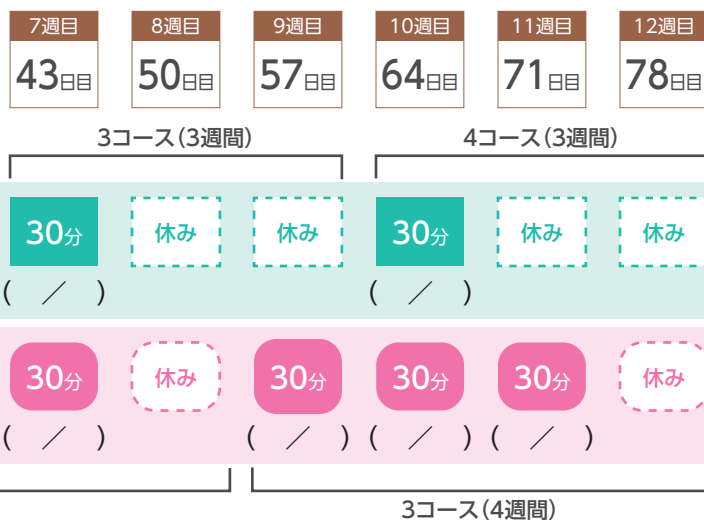 7週目 8週目 9週目 10週目 11週目 12週目
43日目 50日目 57日目 64日目 71日目 78日目
3コース(3週間) 4コース(3週間)
30分 休み 休み 30分 休み 休み
( ／ ) ( ／ )
30分 休み 30分 30分 30分 休み
( ／ ) ( ／ ) ( ／ ) ( ／ )
3コース(4週間)